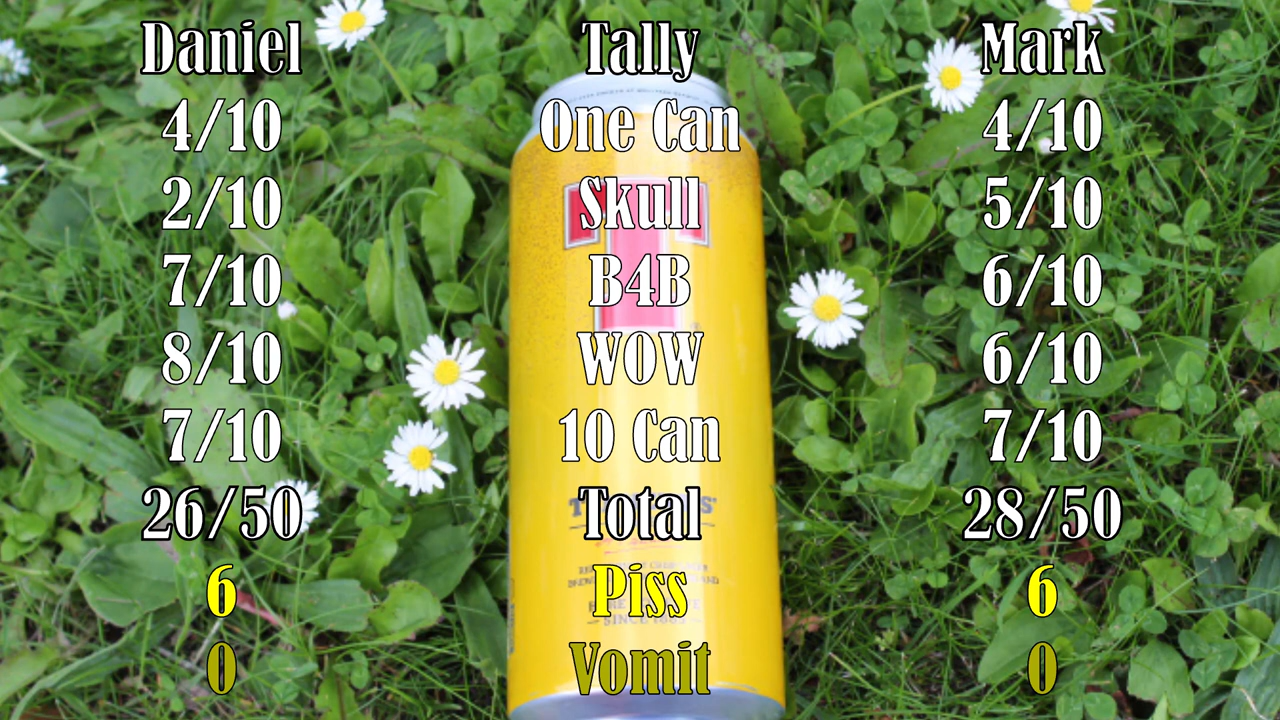 Daniel Tally Mark
4/10 One Can 4/10
2/10 Skull 5/10
7/10 B4B 6/10
8/10 WOW 6/10
7/10 10 Can 7/10
26/50 Total 28/50
6 Piss 6
0 Vomit 0